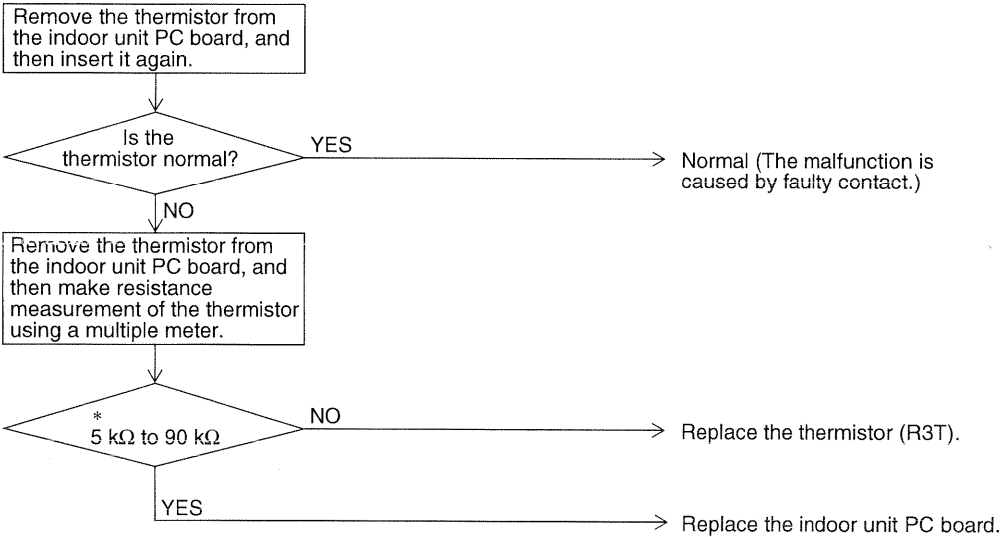 Remove the thermistor from
the indoor unit PC board, and
then insert it again.
Is the
thermistor normal?
YES
Normal (The malfunction is
caused by faulty contact.)
NO
Remove the thermistor from
the indoor unit PC board, and
then make resistance
measurement of the thermistor
using a multiple meter.
*
5 kΩ to 90 kΩ
NO
Replace the thermistor (R3T).
YES
Replace the indoor unit PC board.